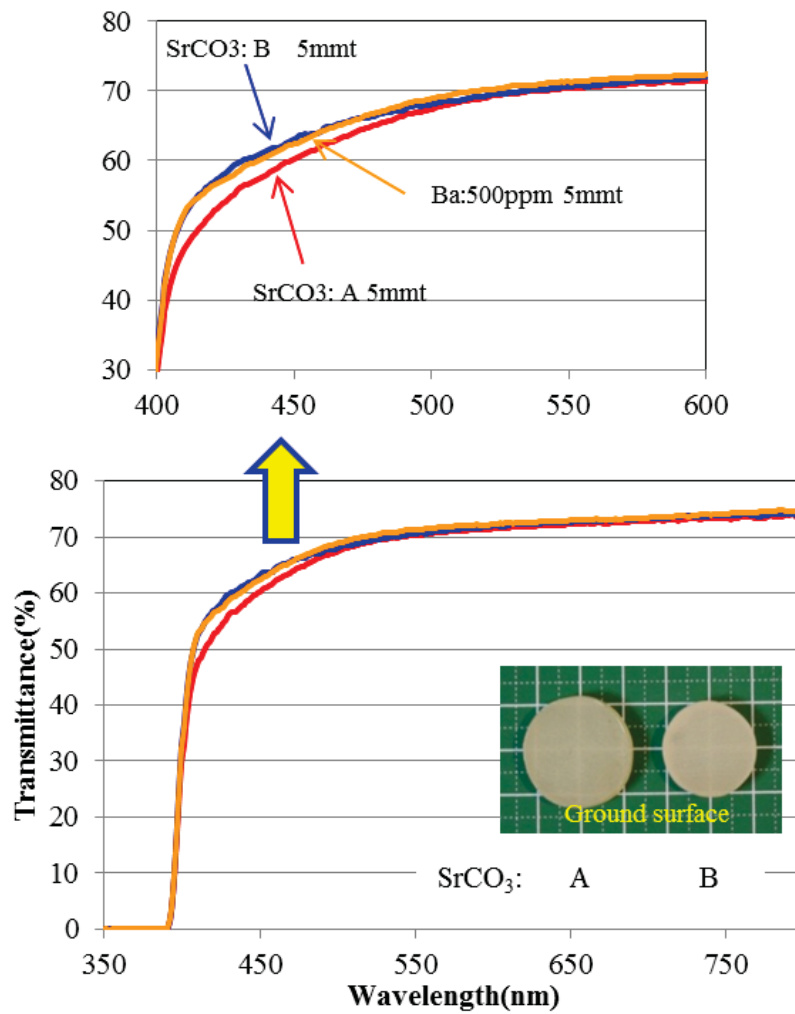 80
SrCO3: B 5mmt
70
60
Ba:500ppm 5mmt
50
SrCO3: A 5mmt
40
30
400 450 500 550 600
80
70
60
50
40
30
20
10
0
Transmittance(%)
Ground surface
SrCO₃: A B
350 450 550 650 750
Wavelength(nm)